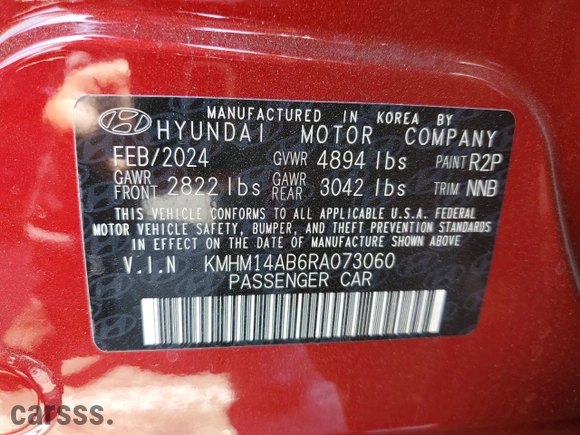 MANUFACTURED IN KOREA BY
HYUNDAI MOTOR COMPANY
FEB/2024 GVWR 4894 lbs PAINT R2P
GAWR FRONT 2822 lbs GAWR REAR 3042 lbs TRIM NNB
THIS VEHICLE CONFORMS TO ALL APPLICABLE U.S.A. FEDERAL
MOTOR VEHICLE SAFETY, BUMPER, AND THEFT PREVENTION STANDARDS
IN EFFECT ON THE DATE OF MANUFACTURE SHOWN ABOVE.
V.I.N KMHM14AB6RA073060
PASSENGER CAR
carsss.